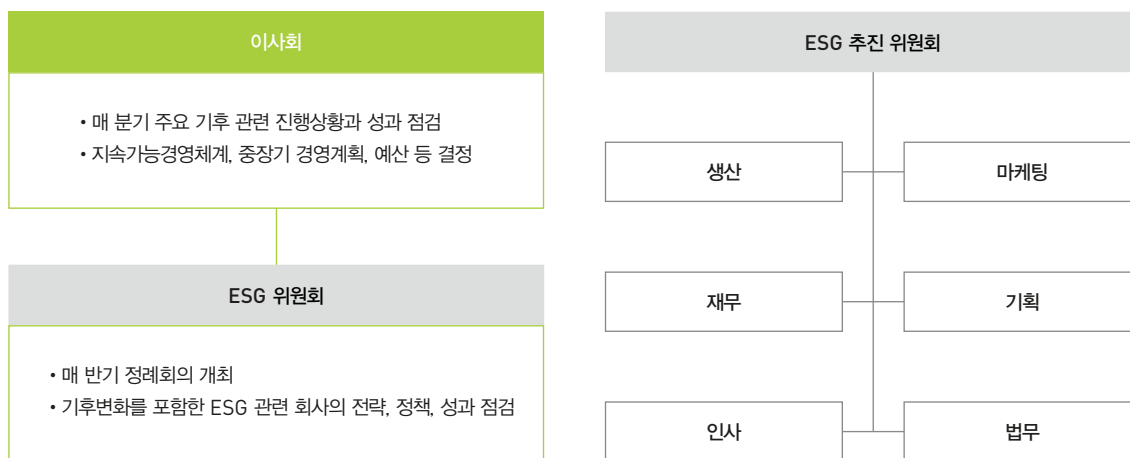 이사회
• 매 분기 주요 기후 관련 진행상황과 성과 점검
• 지속가능경영체계, 중장기 경영계획, 예산 등 결정
ESG 위원회
• 매 반기 정례회의 개최
• 기후변화를 포함한 ESG 관련 회사의 전략, 정책, 성과 점검
ESG 추진 위원회
생산
마케팅
재무
기획
인사
법무